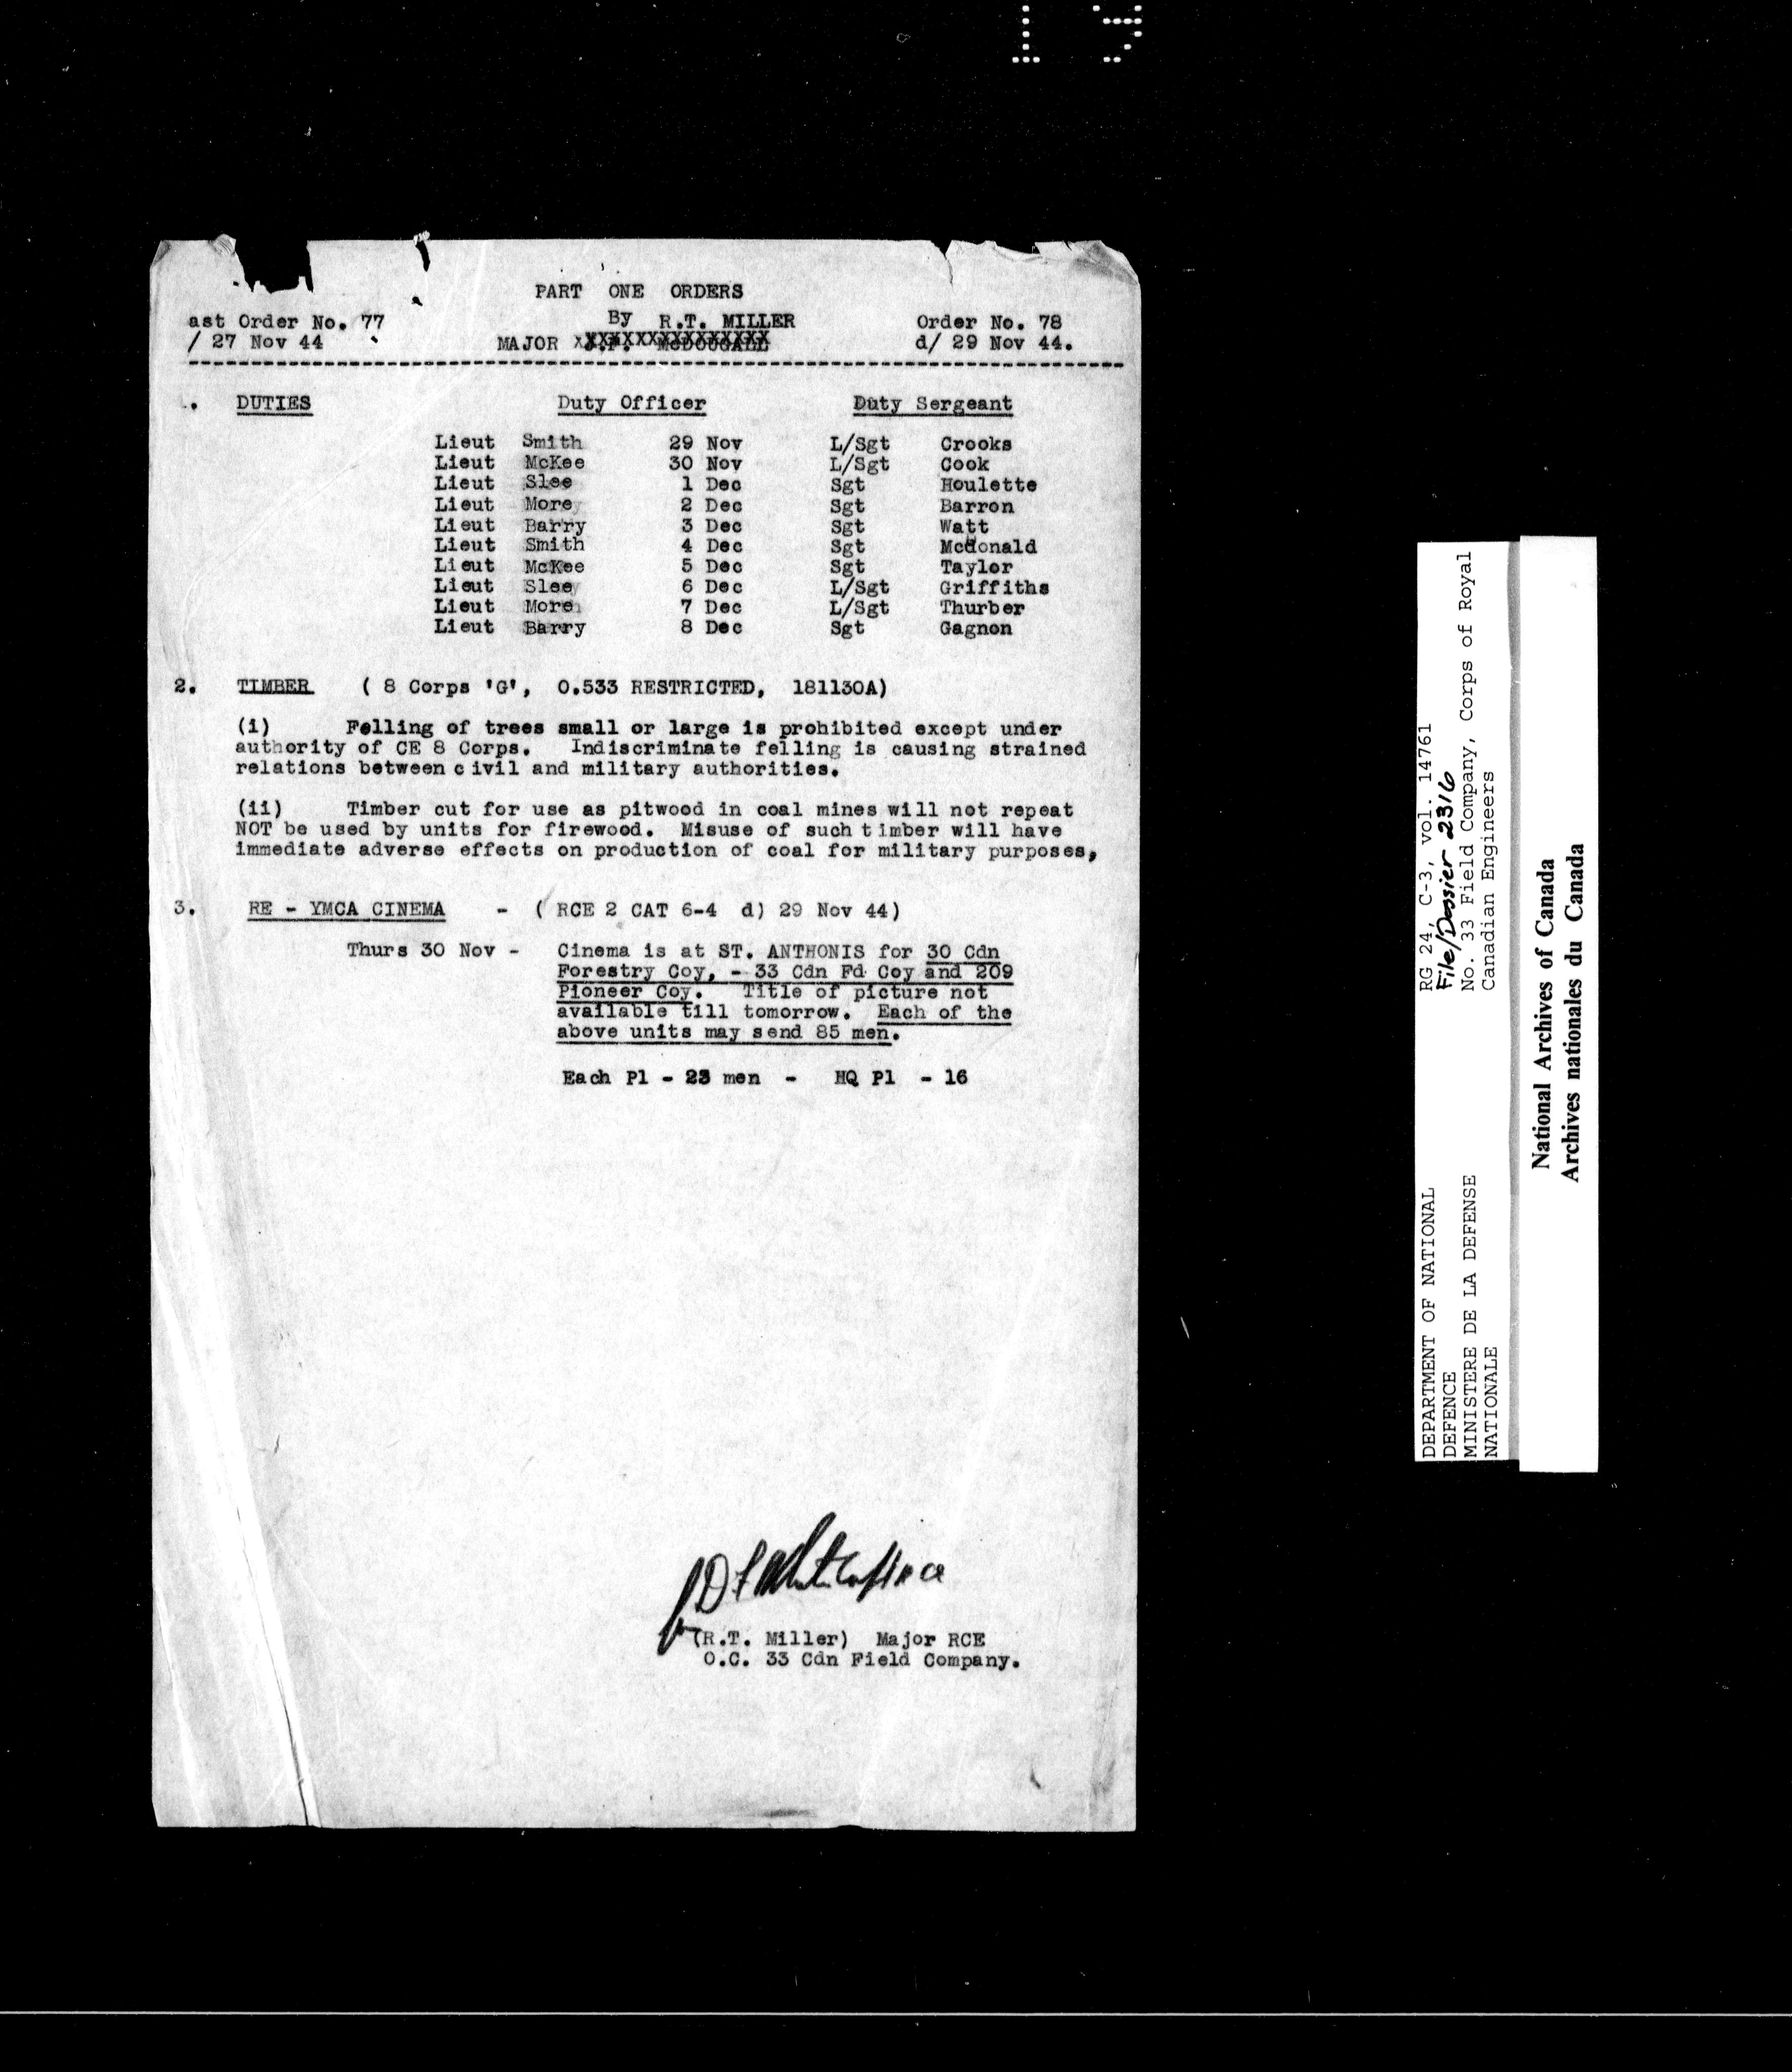 PART ONE ORDERS
ast Order No. 77 By R.T. MILLER Order No. 78
/ 27 Nov 44 MAJOR J.F. McDOUGALL d/ 29 Nov 44.
. DUTIES Duty Officer Duty Sergeant
Lieut Smith 29 Nov L/Sgt Crooks
Lieut McKee 30 Nov L/Sgt Cook
Lieut Slee 1 Dec Sgt Houlette
Lieut More 2 Dec Sgt Barron
Lieut Barry 3 Dec Sgt Watt
Lieut Smith 4 Dec Sgt McDonald
Lieut McKee 5 Dec Sgt Taylor
Lieut Slee 6 Dec L/Sgt Griffiths
Lieut More 7 Dec L/Sgt Thurber
Lieut Barry 8 Dec Sgt Gagnon
2. TIMBER ( 8 Corps 'G', 0.533 RESTRICTED, 181130A)
(i) Felling of trees small or large is prohibited except under
authority of CE 8 Corps. Indiscriminate felling is causing strained
relations between c ivil and military authorities.
(ii) Timber cut for use as pitwood in coal mines will not repeat
NOT be used by units for firewood. Misuse of such timber will have
immediate adverse effects on production of coal for military purposes,
3. RE - YMCA CINEMA - ( RCE 2 CAT 6-4 d) 29 Nov 44)
Thurs 30 Nov - Cinema is at ST. ANTHONIS for 30 Cdn
Forestry Coy, - 33 Cdn Fd Coy and 209
Pioneer Coy. Title of picture not
available till tomorrow. Each of the
above units may send 85 men.
Each Pl - 23 men - HQ Pl - 16
for
(R.T. Miller) Major RCE
O.C. 33 Cdn Field Company.
DEPARTMENT OF NATIONAL
DEFENCE
MINISTERE DE LA DEFENSE
NATIONALE
RG 24, C-3, vol. 14761
File/Dossier 2316
No. 33 Field Company, Corps of Royal
Canadian Engineers
National Archives of Canada
Archives nationales du Canada